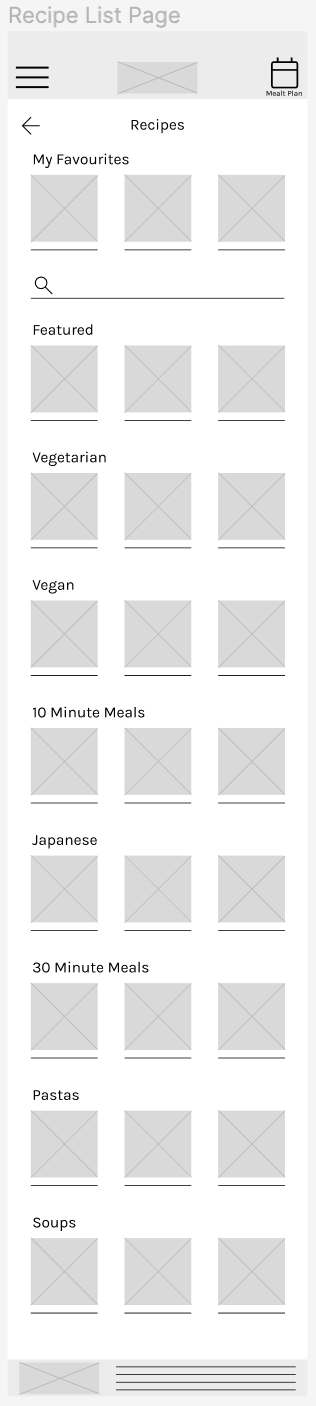 Recipe List Page
Mealt Plan
Recipes
My Favourites
Featured
Vegetarian
Vegan
10 Minute Meals
Japanese
30 Minute Meals
Pastas
Soups